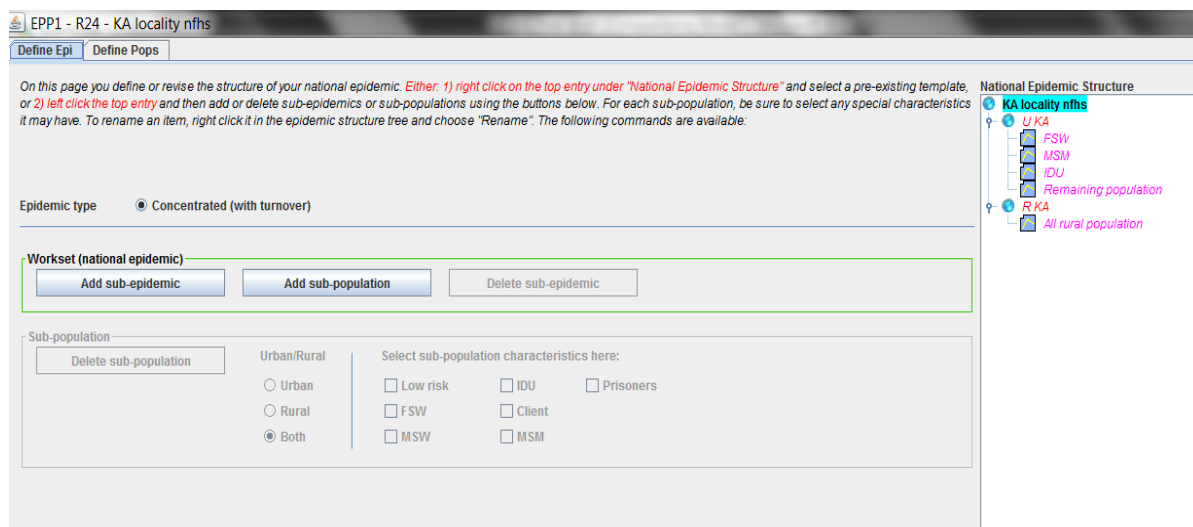 EPP1 - R24 - KA locality nfhs
Define Epi Define Pops
On this page you define or revise the structure of your national epidemic. Either: 1) right click on the top entry under "National Epidemic Structure" and select a pre-existing template,
or 2) left click the top entry and then add or delete sub-epidemics or sub-populations using the buttons below. For each sub-population, be sure to select any special characteristics
it may have. To rename an item, right click it in the epidemic structure tree and choose "Rename". The following commands are available:
Epidemic type Concentrated (with turnover)
Workset (national epidemic)
Add sub-epidemic Add sub-population Delete sub-epidemic
Sub-population
Delete sub-population Urban/Rural Select sub-population characteristics here:
Urban Low risk IDU Prisoners
Rural FSW Client
Both MSW MSM
National Epidemic Structure
KA locality nfhs
U KA
FSW
MSM
IDU
Remaining population
R KA
All rural population